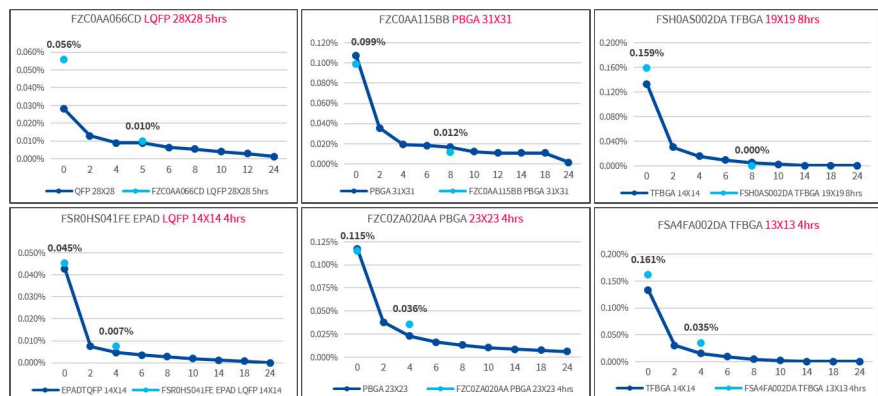 FZC0AA066CD LQFP 28X28 5hrs
0.056%
0.060%
0.050%
0.040%
0.030%
0.020%
0.010%
0.010%
0.000%
0 2 4 5 6 8 10 12 24
QFP 28X28 FZC0AA066CD LQFP 28X28 5hrs
FZC0AA115BB PBGA 31X31
0.099%
0.120%
0.100%
0.080%
0.060%
0.040%
0.012%
0.020%
0.000%
0 2 4 6 8 10 12 14 18 24
PBGA 31X31 FZC0AA115BB PBGA 31X31
FSH0AS002DA TFBGA 19X19 8hrs
0.200%
0.159%
0.160%
0.120%
0.080%
0.040%
0.000%
0.000%
0 2 4 6 8 10 12 14 18 24
TFBGA 14X14 FSH0AS002DA TFBGA 19X19 8hrs
FSR0HS041FE EPAD LQFP 14X14 4hrs
0.050%
0.045%
0.040%
0.030%
0.020%
0.007%
0.010%
0.000%
0 2 4 6 8 10 12 14 24
EPADTQFP 14X14 FSR0HS041FE EPAD LQFP 14X14
FZC0ZA020AA PBGA 23X23 4hrs
0.115%
0.125%
0.100%
0.075%
0.036%
0.050%
0.025%
0.000%
0 2 4 6 8 10 12 14 18 24
PBGA 23X23 FZC0ZA020AA PBGA 23X23 4hrs
FSA4FA002DA TFBGA 13X13 4hrs
0.200%
0.161%
0.150%
0.100%
0.035%
0.050%
0.000%
0 2 4 6 8 10 12 14 18 24
TFBGA 14X14 FSA4FA002DA TFBGA 13X13 4hrs